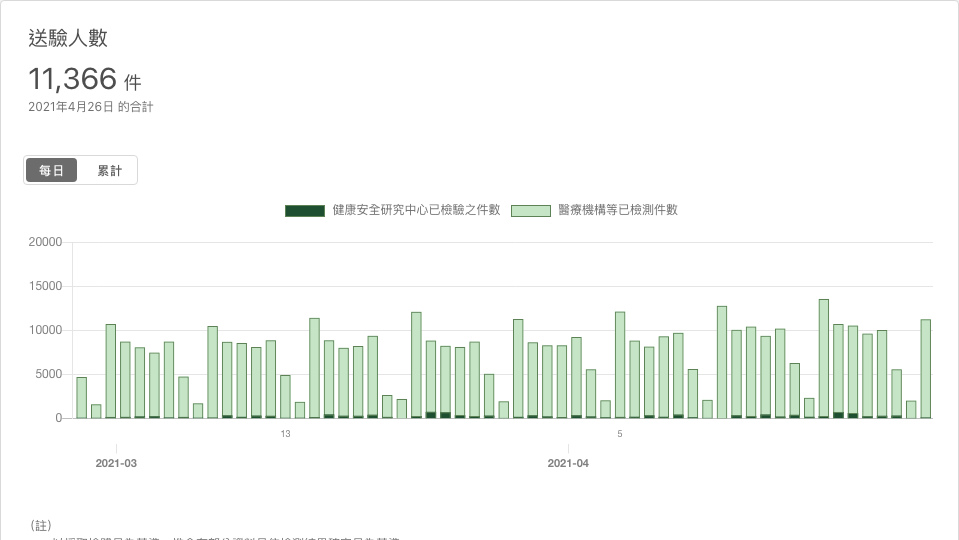 送驗人數
11,366 件
2021年4月26日 的合計
每日 累計
健康安全研究中心已檢驗之件數 醫療機構等已檢測件數
20000
15000
10000
5000
0
13 5
2021-03 2021-04
(註)